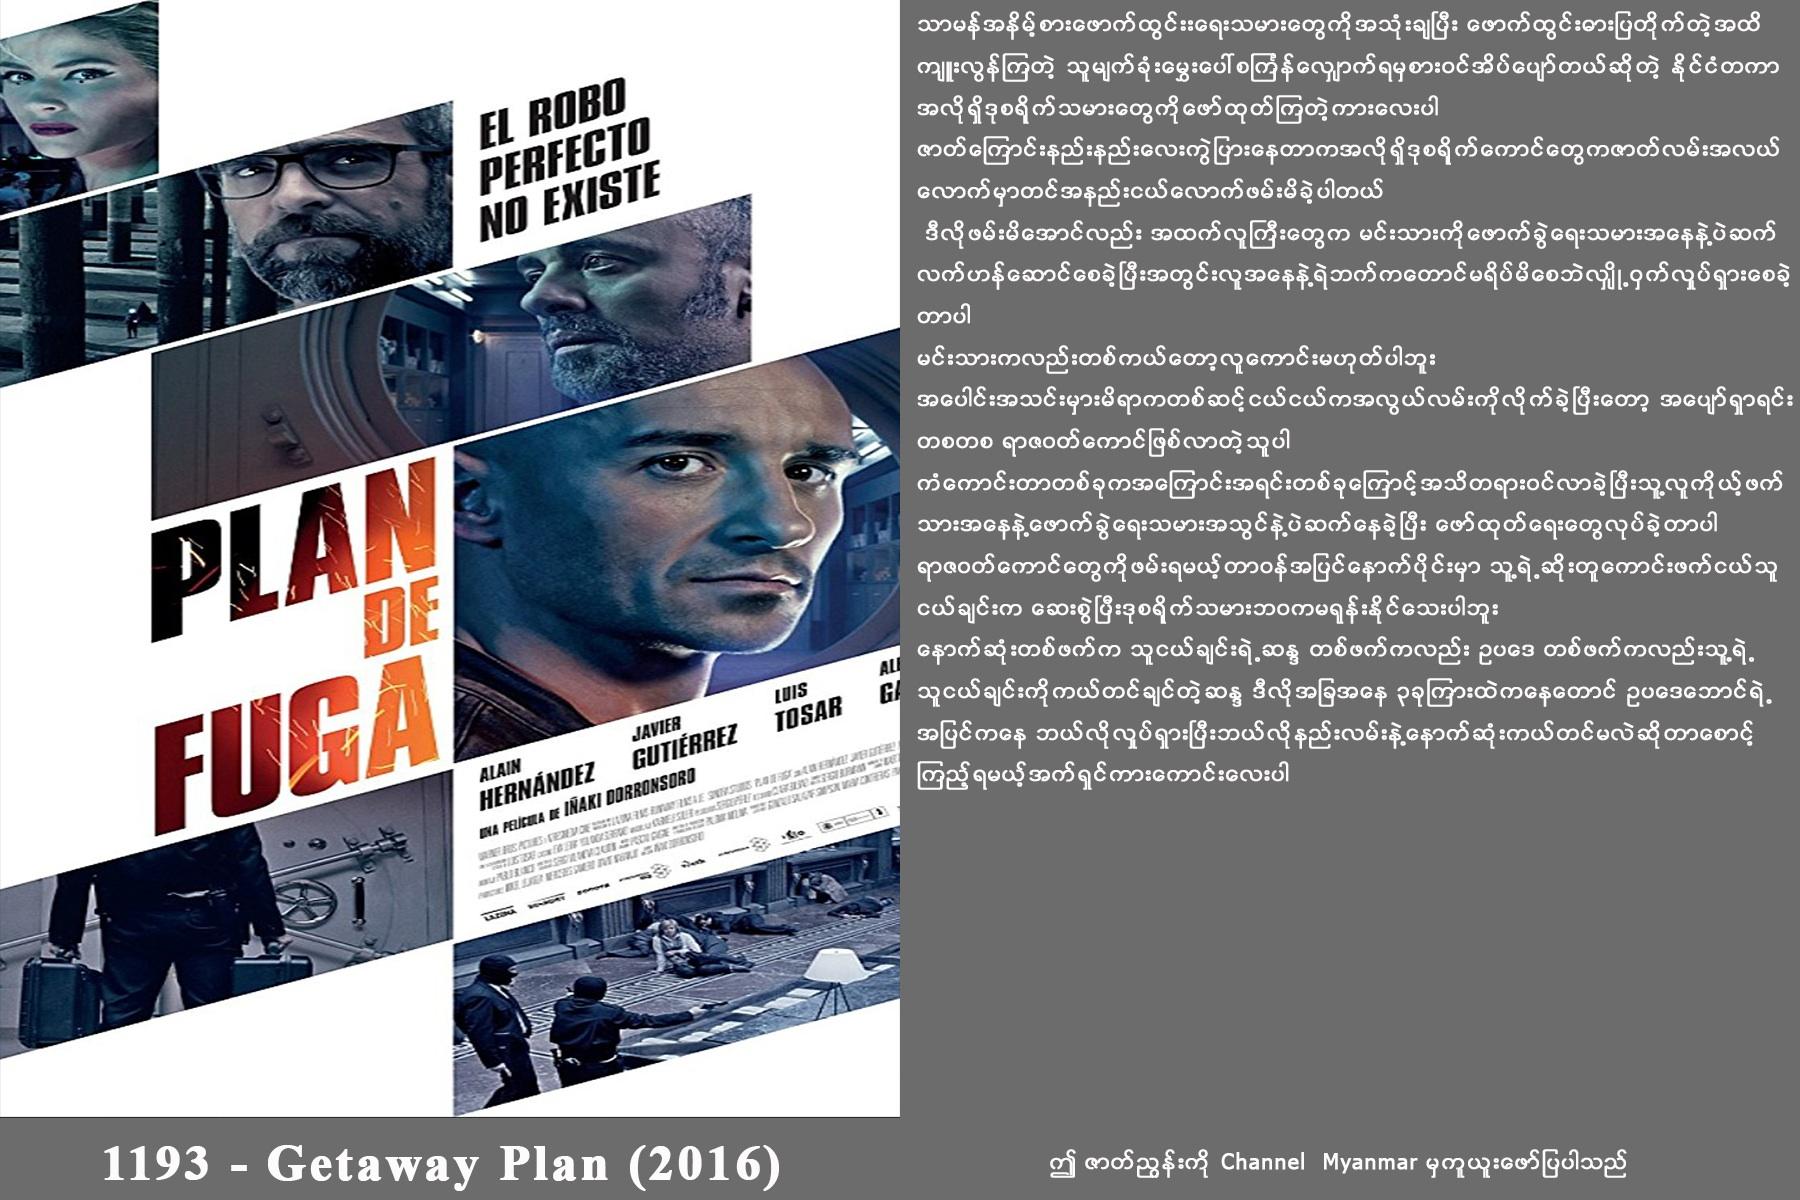 EL ROBO
PERFECTO
NO EXISTE
PLAN
DE
FUGA
ALAIN
HERNÁNDEZ
JAVIER
GUTIÉRREZ
LUIS
TOSAR
UNA PELÍCULA DE IÑAKI DORRONSORO
1193 - Getaway Plan (2016)
သာမန်အနိမ့်စားဖောက်ထွင်းးရေးသမားတွေကိုအသုံးချပြီး ဖောက်ထွင်းဓားပြတိုက်တဲ့အထိ
ကျူးလွန်ကြတဲ့ သူမျက်ခုံးမွှေးပေါ်စင်္ကြံန်လျှောက်ရမှစားဝင်အိပ်ပျော်တယ်ဆိုတဲ့ နိုင်ငံတကာ
အလိုရှိဒုစရိုက်သမားတွေကိုဖော်ထုတ်ကြတဲ့ကားလေးပါ
ဇာတ်ကြောင်းနည်းနည်းလေးကွဲပြားနေတာကအလိုရှိဒုစရိုက်ကောင်တွေကဇာတ်လမ်းအလယ်
လောက်မှာတင်အနည်းငယ်လောက်ဖမ်းမိခဲ့ပါတယ်
ဒီလိုဖမ်းမိအောင်လည်း အထက်လူကြီးတွေက မင်းသားကိုဖောက်ခွဲရေးသမားအနေနဲ့ပဲဆက်
လက်ဟန်ဆောင်စေခဲ့ပြီးအတွင်းလူအနေနဲ့ရဲဘက်ကတောင်မရိပ်မိစေဘဲလျှို့ဝှက်လှုပ်ရှားစေခဲ့
တာပါ
မင်းသားကလည်းတစ်ကယ်တော့လူကောင်းမဟုတ်ပါဘူး
အပေါင်းအသင်းမှားမိရာကတစ်ဆင့်ငယ်ငယ်ကအလွယ်လမ်းကိုလိုက်ခဲ့ပြီးတော့ အပျော်ရှာရင်း
တစတစ ရာဇဝတ်ကောင်ဖြစ်လာတဲ့သူပါ
ကံကောင်းတာတစ်ခုကအကြောင်းအရင်းတစ်ခုကြောင့်အသိတရားဝင်လာခဲ့ပြီးသူ့လူကိုယ့်ဖက်
သားအနေနဲ့ဖောက်ခွဲရေးသမားအသွင်နဲ့ပဲဆက်နေခဲ့ပြီး ဖော်ထုတ်ရေးတွေလုပ်ခဲ့တာပါ
ရာဇဝတ်ကောင်တွေကိုဖမ်းရမယ့်တာဝန်အပြင်နောက်ပိုင်းမှာ သူ့ရဲ့ဆိုးတူကောင်းဖက်ငယ်သူ
ငယ်ချင်းက ဆေးစွဲပြီးဒုစရိုက်သမားဘဝကမရုန်းနိုင်သေးပါဘူး
နောက်ဆုံးတစ်ဖက်က သူငယ်ချင်းရဲ့ဆန္ဒ တစ်ဖက်ကလည်း ဥပဒေ တစ်ဖက်ကလည်းသူ့ရဲ့
သူငယ်ချင်းကိုကယ်တင်ချင်တဲ့ဆန္ဒ ဒီလိုအခြအနေ ၃ခုကြားထဲကနေတောင် ဥပဒေဘောင်ရဲ့
အပြင်ကနေ ဘယ်လိုလှုပ်ရှားပြီးဘယ်လိုနည်းလမ်းနဲ့နောက်ဆုံးကယ်တင်မလဲဆိုတာစောင့်
ကြည့်ရမယ့်အက်ရှင်ကားကောင်းလေးပါ
ဤ ဇာတ်ညွှန်းကို Channel Myanmar မှကူယူးဖော်ပြပါသည်